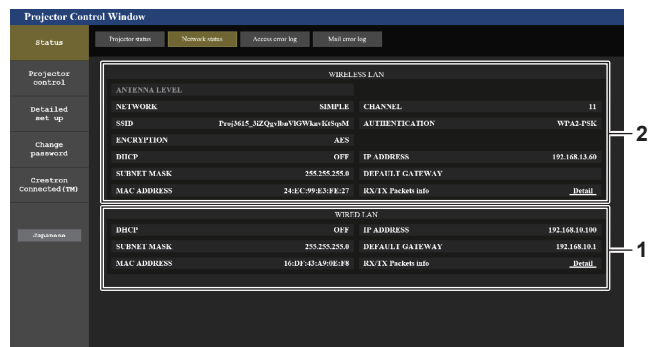 Projector Control Window
Status
Projector status
Network status
Access error log
Mail error log
Projector
control
Detailed
set up
Change
password
Crestron
Connected(TM)
Japanese
WIRELESS LAN
ANTENNA LEVEL
NETWORK SIMPLE CHANNEL 11
SSID Proj3615_3iZQgvlbnVlGWkavKtSqsM AUTHENTICATION WPA2-PSK
ENCRYPTION AES
DHCP OFF IP ADDRESS 192.168.13.60
SUBNET MASK 255.255.255.0 DEFAULT GATEWAY
MAC ADDRESS 24:EC:99:E3:FE:27 RX/TX Packets info Detail
2
WIRED LAN
DHCP OFF IP ADDRESS 192.168.10.100
SUBNET MASK 255.255.255.0 DEFAULT GATEWAY 192.168.10.1
MAC ADDRESS 16:DF:43:A9:0E:F8 RX/TX Packets info Detail
1